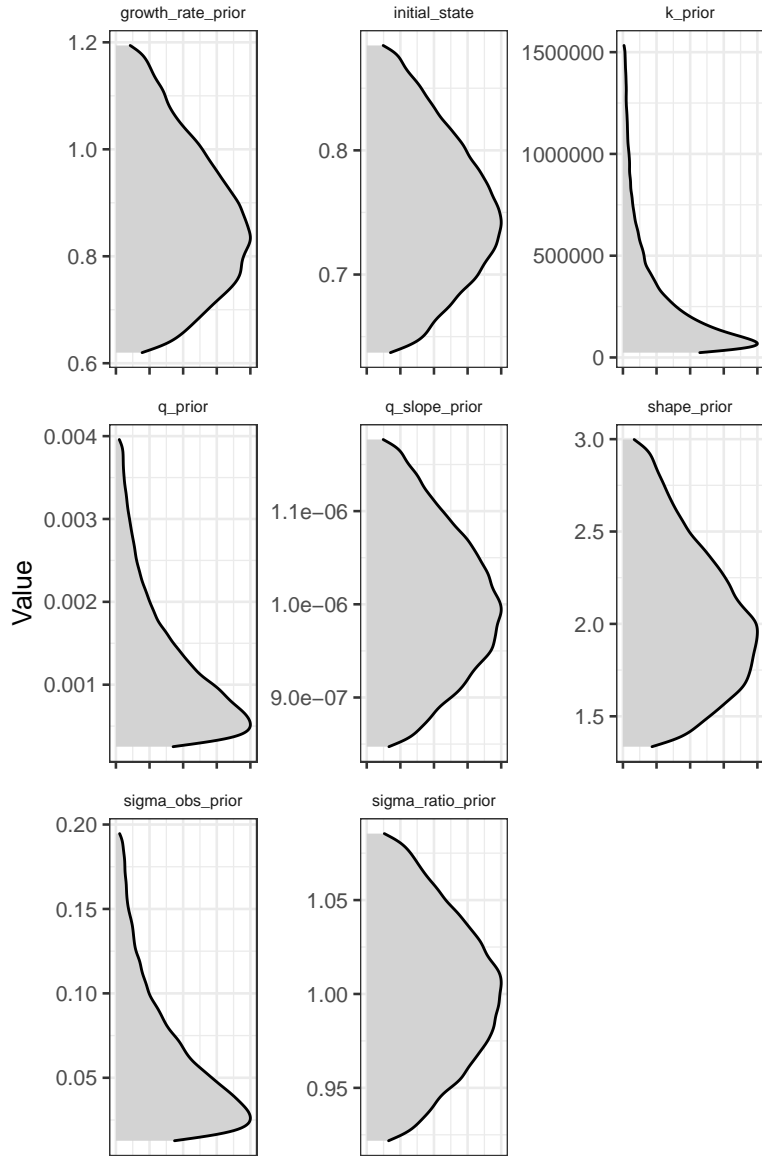 growth_rate_prior
1.2
1.0
0.8
0.6
initial_state
0.8
0.7
k_prior
1500000
1000000
500000
0
q_prior
0.004
0.003
0.002
0.001
q_slope_prior
1.1e−06
1.0e−06
9.0e−07
shape_prior
3.0
2.5
2.0
1.5
Value
sigma_obs_prior
0.20
0.15
0.10
0.05
sigma_ratio_prior
1.05
1.00
0.95